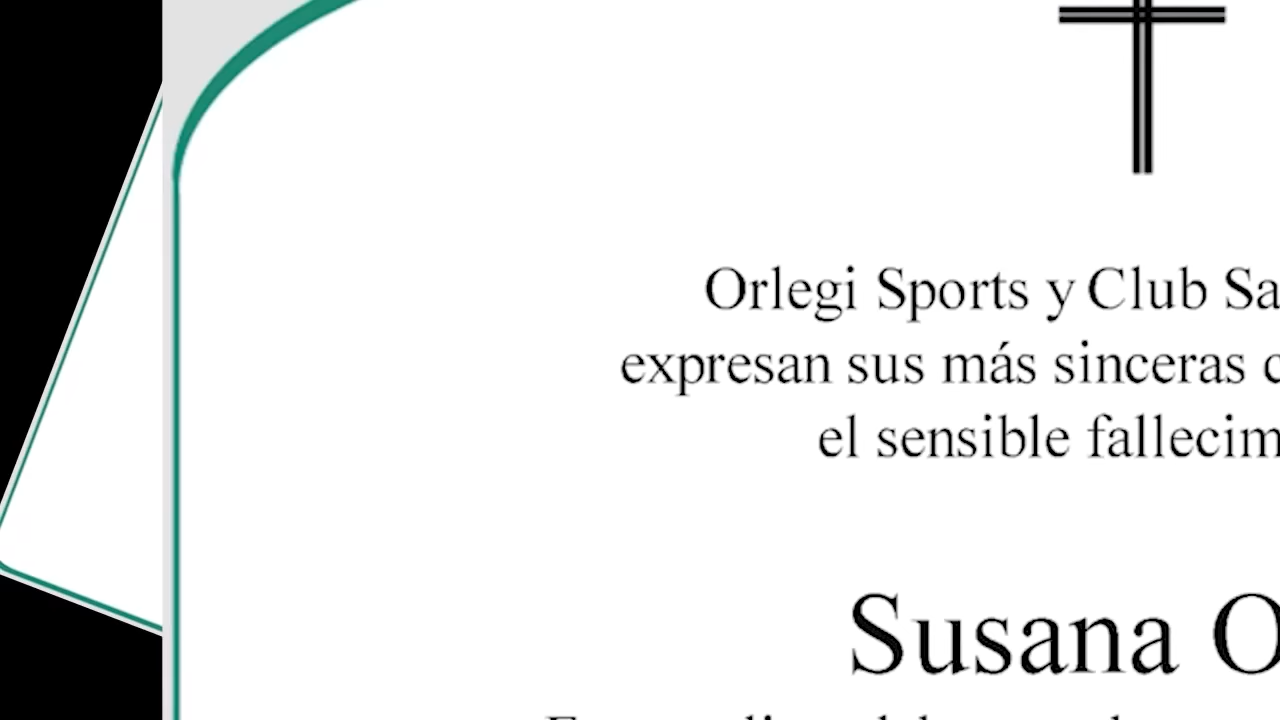 Orlegi Sports y Club Sa
expresan sus más sinceras c
el sensible fallecim
Susana O